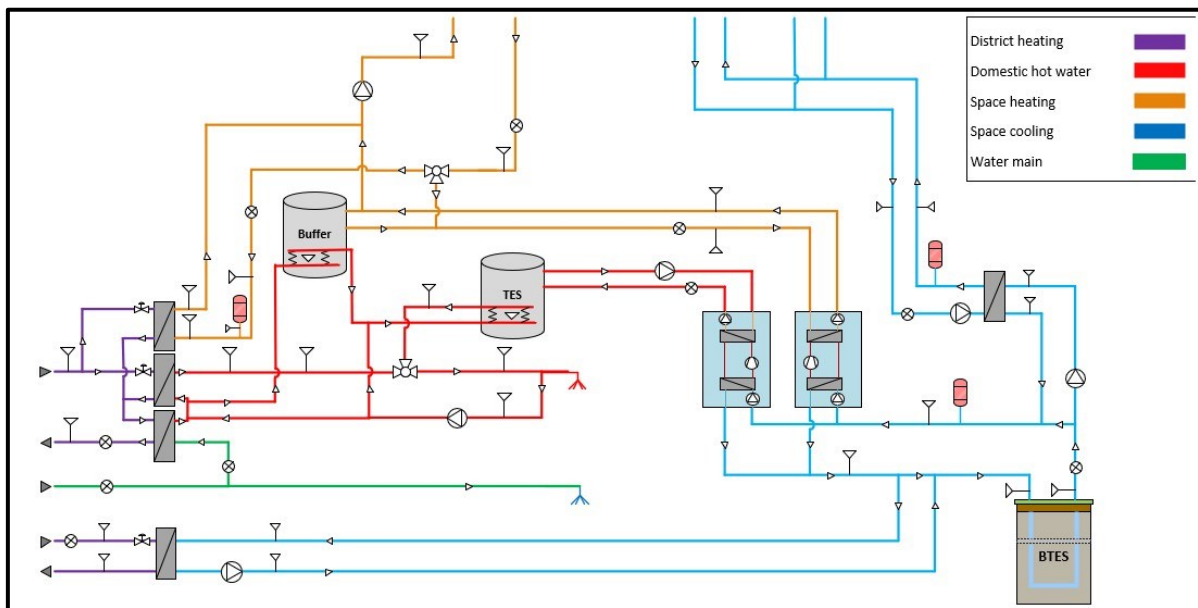 District heating
Domestic hot water
Space heating
Space cooling
Water main
Buffer
TES
BTES